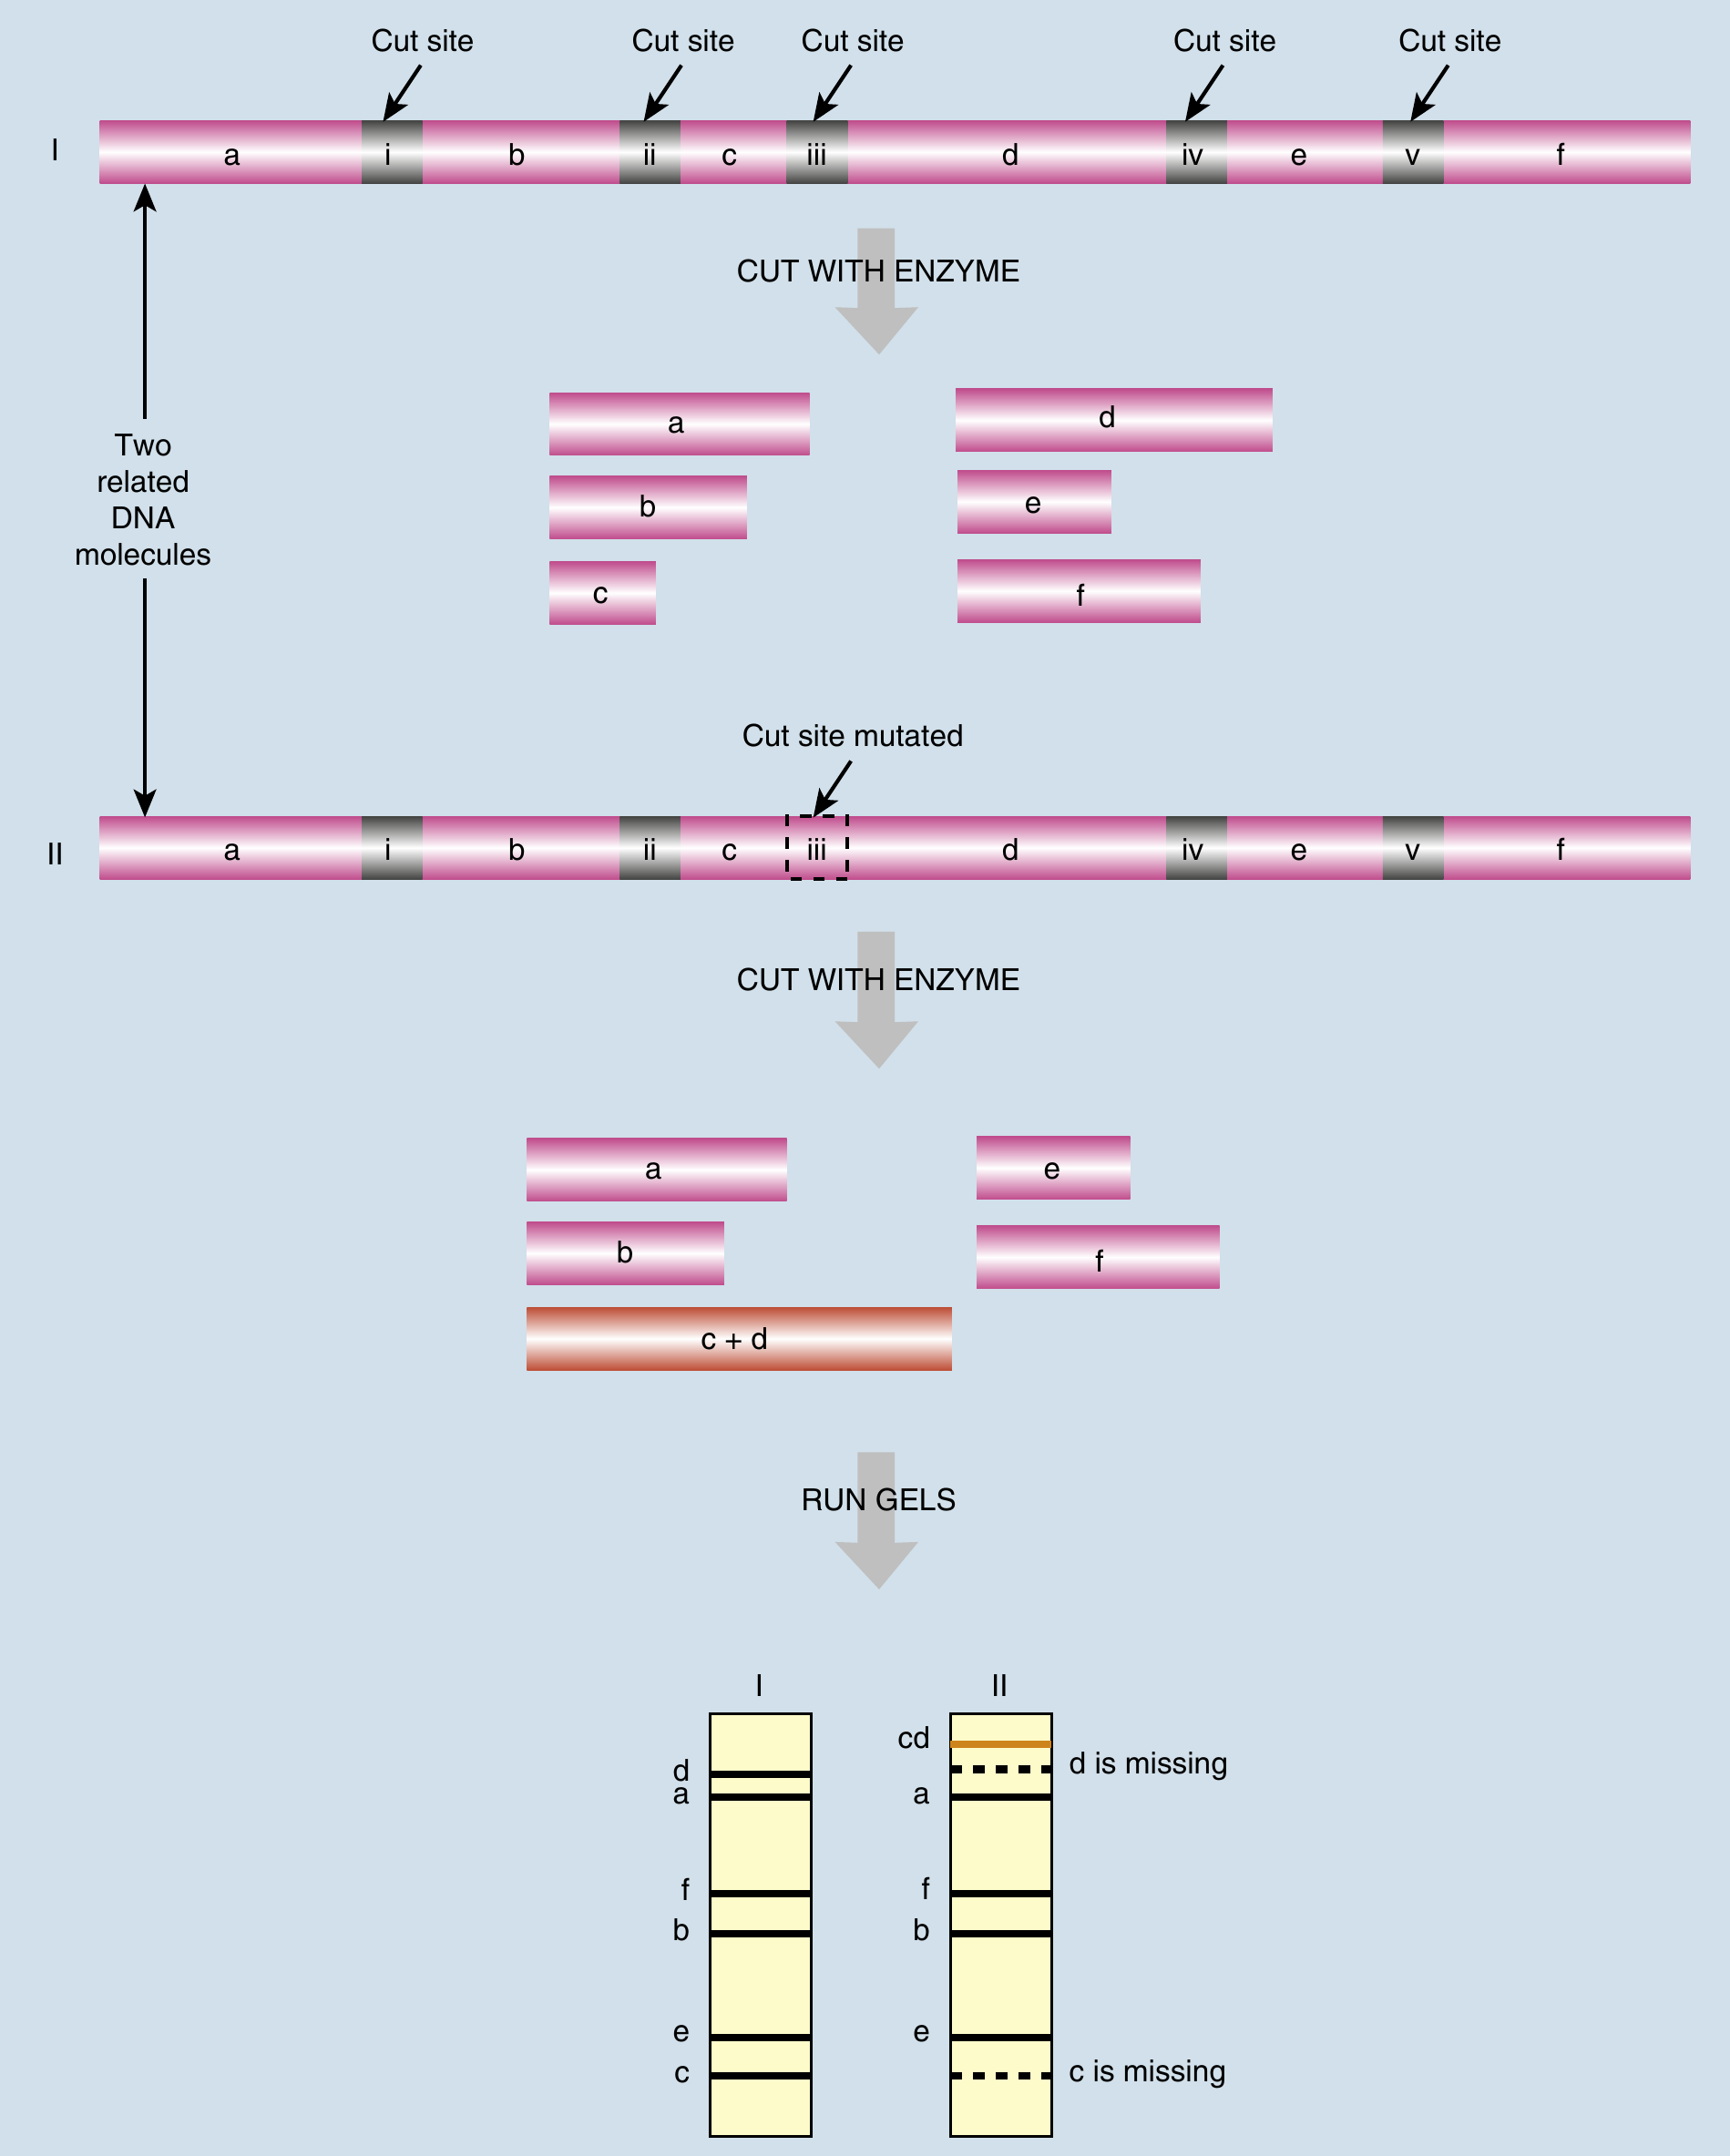 Cut site Cut site Cut site Cut site Cut site
I
a i b ii c iii d iv e v f
CUT WITH ENZYME
a d
b e
c f
Two
related
DNA
molecules
Cut site mutated
II
a i b ii c iii d iv e v f
CUT WITH ENZYME
a e
b f
c + d
RUN GELS
I II
cd
d d is missing
a a
f f
b b
e e
c c is missing